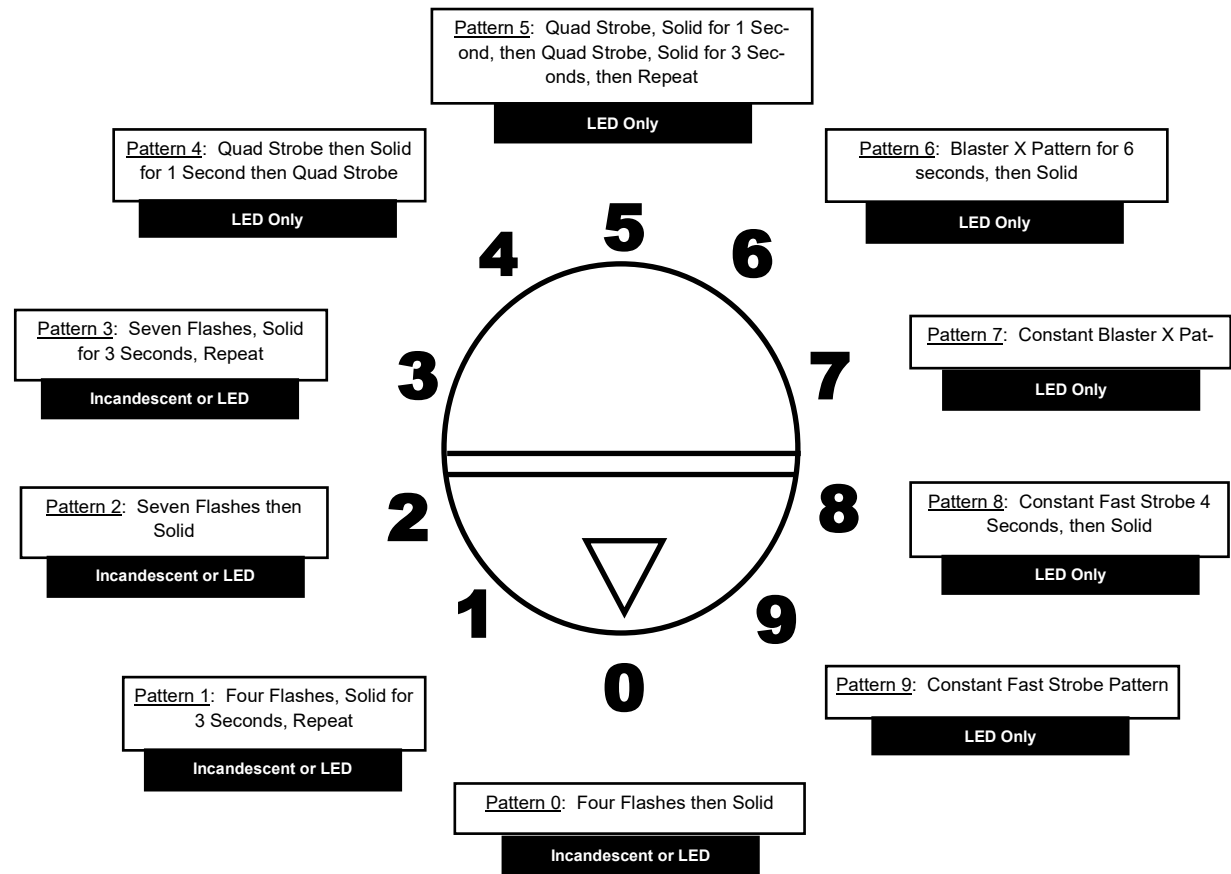 Pattern 5: Quad Strobe, Solid for 1 Sec-
ond, then Quad Strobe, Solid for 3 Sec-
onds, then Repeat
LED Only
Pattern 4: Quad Strobe then Solid
for 1 Second then Quad Strobe
LED Only
Pattern 6: Blaster X Pattern for 6
seconds, then Solid
LED Only
5
4
6
Pattern 3: Seven Flashes, Solid
for 3 Seconds, Repeat
Incandescent or LED
3
7
Pattern 7: Constant Blaster X Pat-
LED Only
Pattern 2: Seven Flashes then
Solid
Incandescent or LED
2
8
Pattern 8: Constant Fast Strobe 4
Seconds, then Solid
LED Only
1
9
0
Pattern 1: Four Flashes, Solid for
3 Seconds, Repeat
Incandescent or LED
Pattern 9: Constant Fast Strobe Pattern
LED Only
Pattern 0: Four Flashes then Solid
Incandescent or LED